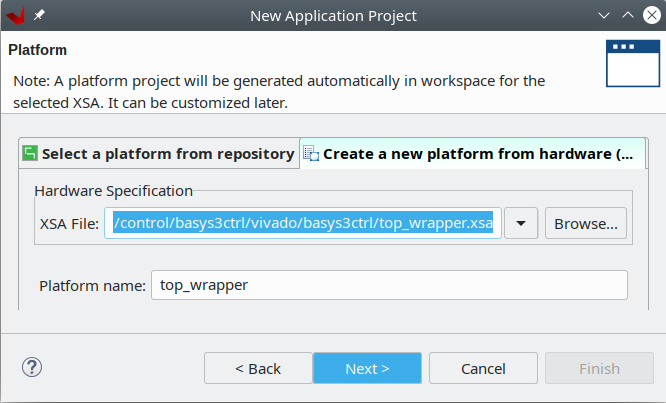 New Application Project
Platform
Note: A platform project will be generated automatically in workspace for the
selected XSA. It can be customized later.
Select a platform from repository
Create a new platform from hardware (...
Hardware Specification
XSA File:
/control/basys3ctrl/vivado/basys3ctrl/top_wrapper.xsa
Browse...
Platform name:
top_wrapper
?
< Back
Next >
Cancel
Finish